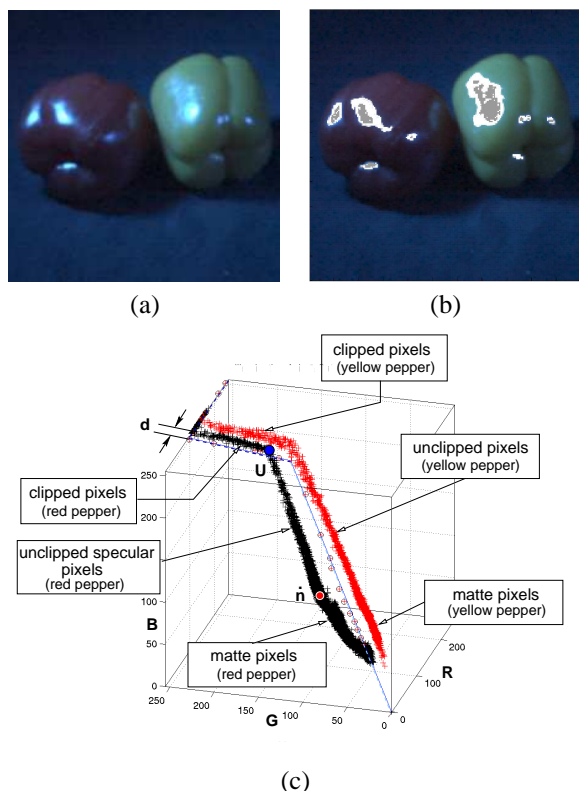 (a)
(b)
clipped pixels
(yellow pepper)
d
unclipped pixels
(yellow pepper)
U
250
clipped pixels
(red pepper)
200
unclipped specular
pixels
(red pepper)
ṅ
matte pixels
(yellow pepper)
100
B
50
matte pixels
(red pepper)
200
R
100
0
250
200
150
100
50
0
0
G
(c)